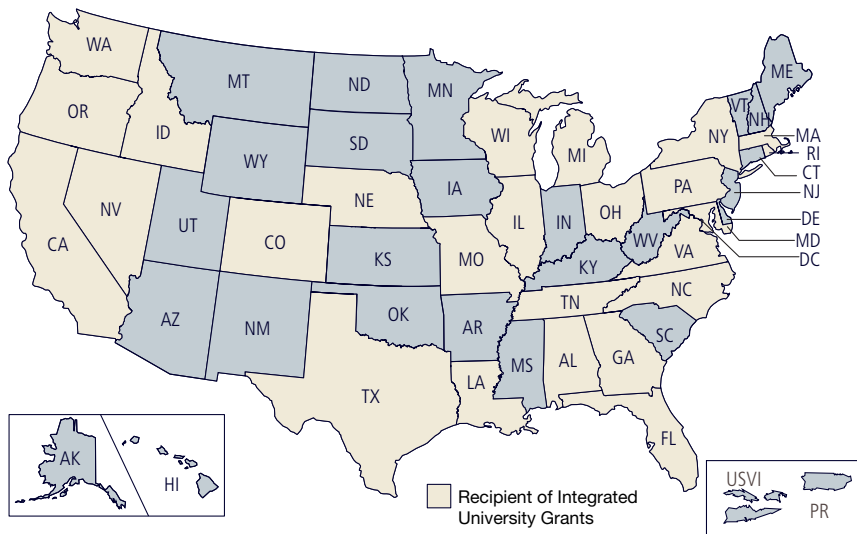 WA
MT
ND
MN
ME
VT
NH
OR
ID
WY
SD
WI
MI
NY
MA
RI
CT
NJ
DE
MD
DC
NV
UT
CO
NE
IA
IL
IN
OH
PA
WV
VA
CA
KS
MO
KY
NC
TN
AZ
NM
OK
AR
SC
MS
AL
GA
TX
LA
FL
AK
HI
Recipient of Integrated
University Grants
USVI
PR